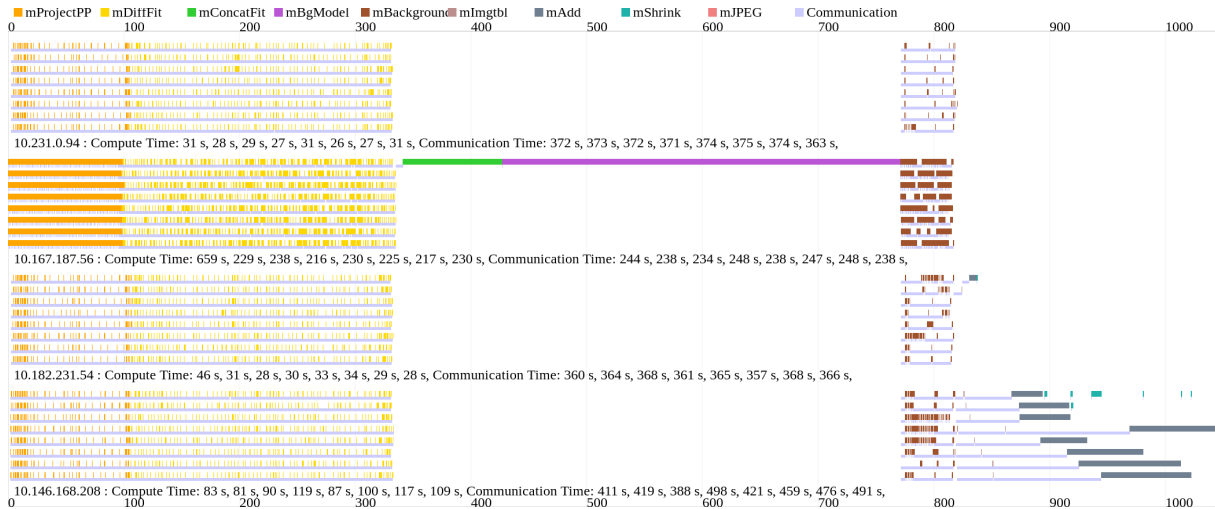 mProjectPP mDiffFit mConcatFit mBgModel mBackground mImgtbl mAdd mShrink mJPEG Communication
0 100 200 300 400 500 600 700 800 900 1000
10.231.0.94 : Compute Time: 31 s, 28 s, 29 s, 27 s, 31 s, 26 s, 27 s, 31 s, Communication Time: 372 s, 373 s, 372 s, 371 s, 374 s, 375 s, 374 s, 363 s,
10.167.187.56 : Compute Time: 659 s, 229 s, 238 s, 216 s, 230 s, 225 s, 217 s, 230 s, Communication Time: 244 s, 238 s, 234 s, 248 s, 238 s, 247 s, 248 s, 238 s,
10.182.231.54 : Compute Time: 46 s, 31 s, 28 s, 30 s, 33 s, 34 s, 29 s, 28 s, Communication Time: 360 s, 364 s, 368 s, 361 s, 365 s, 357 s, 368 s, 366 s,
10.146.168.208 : Compute Time: 83 s, 81 s, 90 s, 119 s, 87 s, 100 s, 117 s, 109 s, Communication Time: 411 s, 419 s, 388 s, 498 s, 421 s, 459 s, 476 s, 491 s,
0 100 200 300 400 500 600 700 800 900 1000